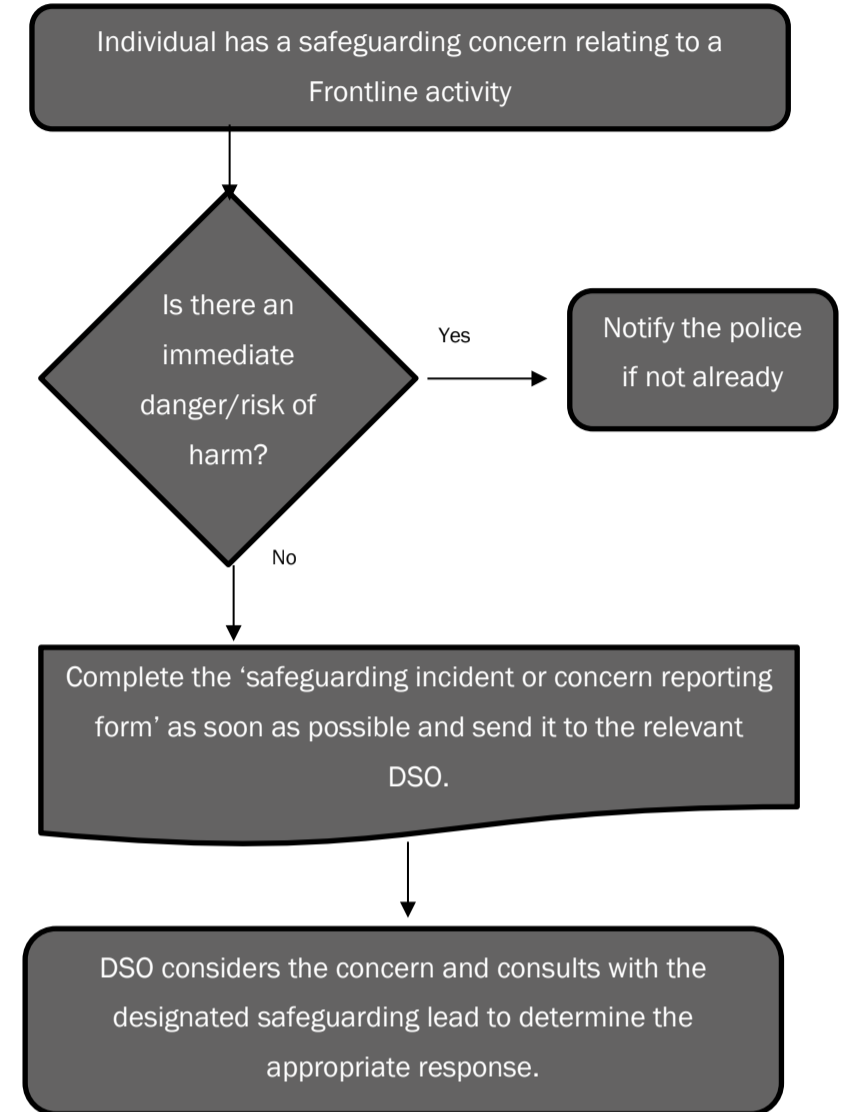 Individual has a safeguarding concern relating to a
Frontline activity
Is there an
immediate
danger/risk of
harm?
Yes
Notify the police
if not already
No
Complete the ‘safeguarding incident or concern reporting
form’ as soon as possible and send it to the relevant
DSO.
DSO considers the concern and consults with the
designated safeguarding lead to determine the
appropriate response.